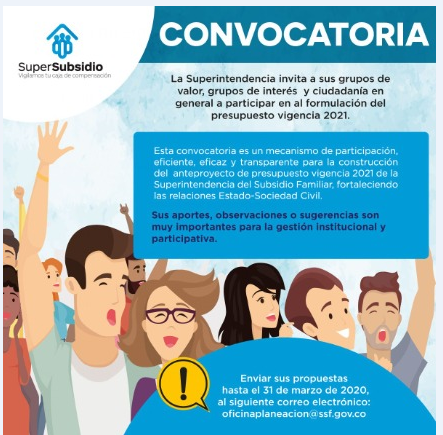 SuperSubsidio
Vigilamos tu caja de compensación
CONVOCATORIA
La Superintendencia invita a sus grupos de
valor, grupos de interés y ciudadanía en
general a participar en al formulación del
presupuesto vigencia 2021.
Esta convocatoria es un mecanismo de participación,
eficiente, eficaz y transparente para la construcción
del anteproyecto de presupuesto vigencia 2021 de la
Superintendencia del Subsidio Familiar, fortaleciendo
las relaciones Estado-Sociedad Civil.
Sus aportes, observaciones o sugerencias son
muy importantes para la gestión institucional y
participativa.
Enviar sus propuestas
hasta el 31 de marzo de 2020,
al siguiente correo electrónico:
oficinaplaneacion@ssf.gov.co